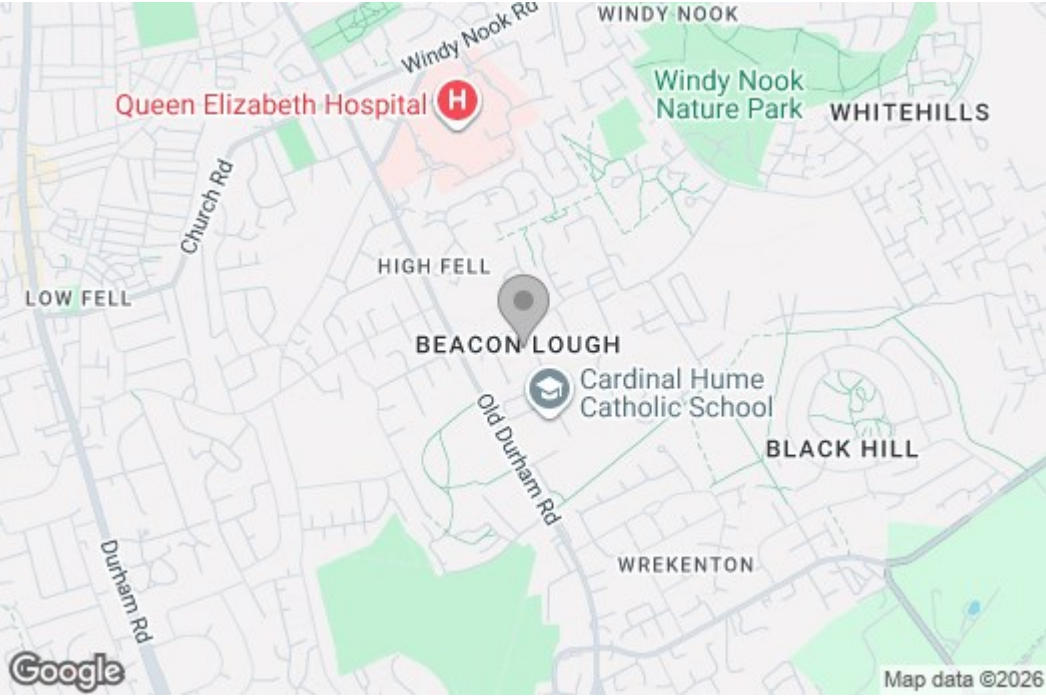 Windy Nook Rd
WINDY NOOK
Queen Elizabeth Hospital
H
Windy Nook
Nature Park
WHITEHILLS
Church Rd
HIGH FELL
LOW FELL
BEACON LOUGH
Cardinal Hume
Catholic School
Old Durham Rd
BLACK HILL
Durham Rd
WREKENTON
Google
Map data ©2026